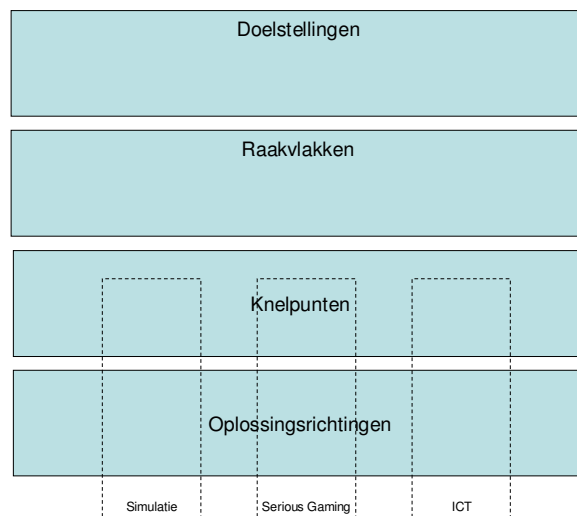 Doelstellingen
Raakvlakken
Knelpunten
Oplossingsrichtingen
Simulatie Serious Gaming ICT